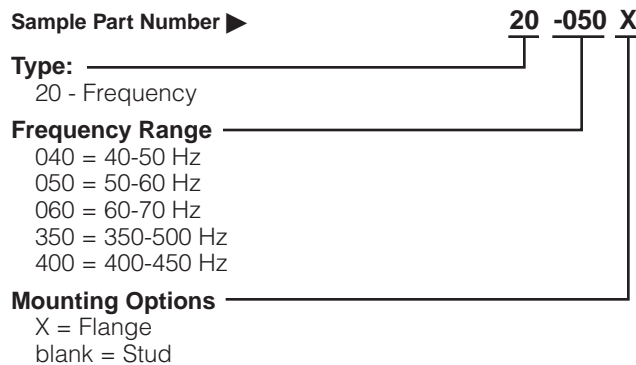 Sample Part Number ▶ 20 -050 X
Type:
20 - Frequency
Frequency Range
040 = 40-50 Hz
050 = 50-60 Hz
060 = 60-70 Hz
350 = 350-500 Hz
400 = 400-450 Hz
Mounting Options
X = Flange
blank = Stud